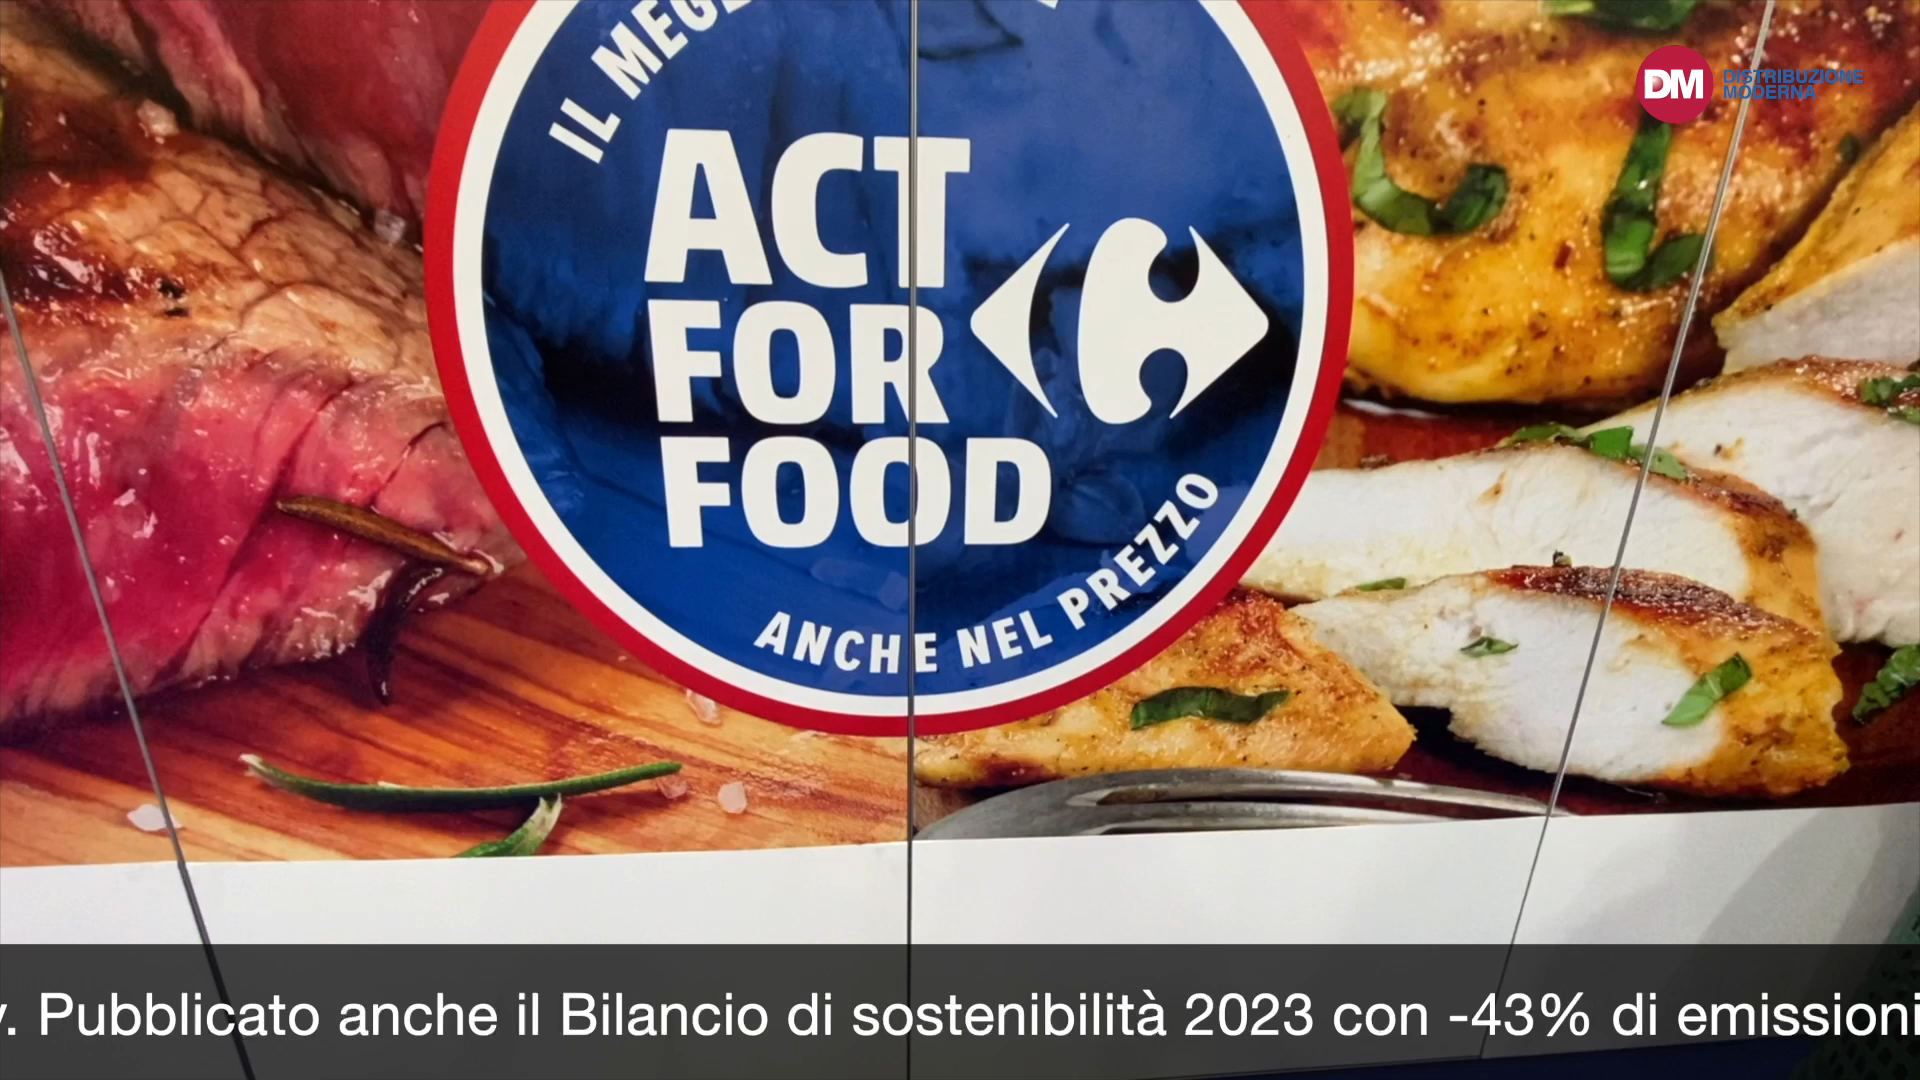 IL MEGL
DM DISTRIBUZIONE
MODERNA
ACT
FOR
FOOD
ANCHE NEL PREZZO
. Pubblicato anche il Bilancio di sostenibilità 2023 con -43% di emissioni